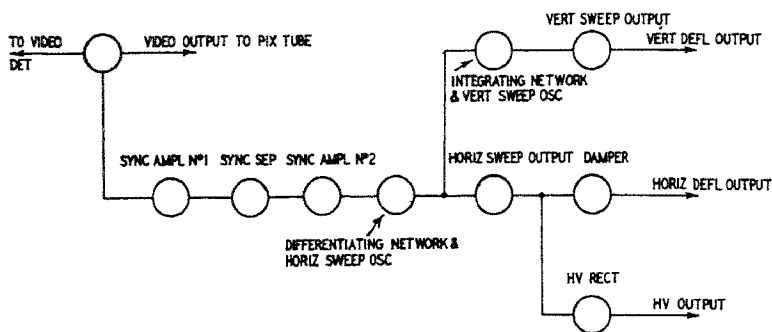 VERT SWEEP OUTPUT
TO VIDEO
DET
VIDEO OUTPUT TO PIX TUBE
VERT DEFL OUTPUT
INTEGRATING NETWORK
& VERT SWEEP OSC
SYNC AMPL Nº1
SYNC SEP
SYNC AMPL Nº2
HORIZ SWEEP OUTPUT
DAMPER
HORIZ DEFL OUTPUT
DIFFERENTIATING NETWORK &
HORIZ SWEEP OSC
HV RECT
HV OUTPUT